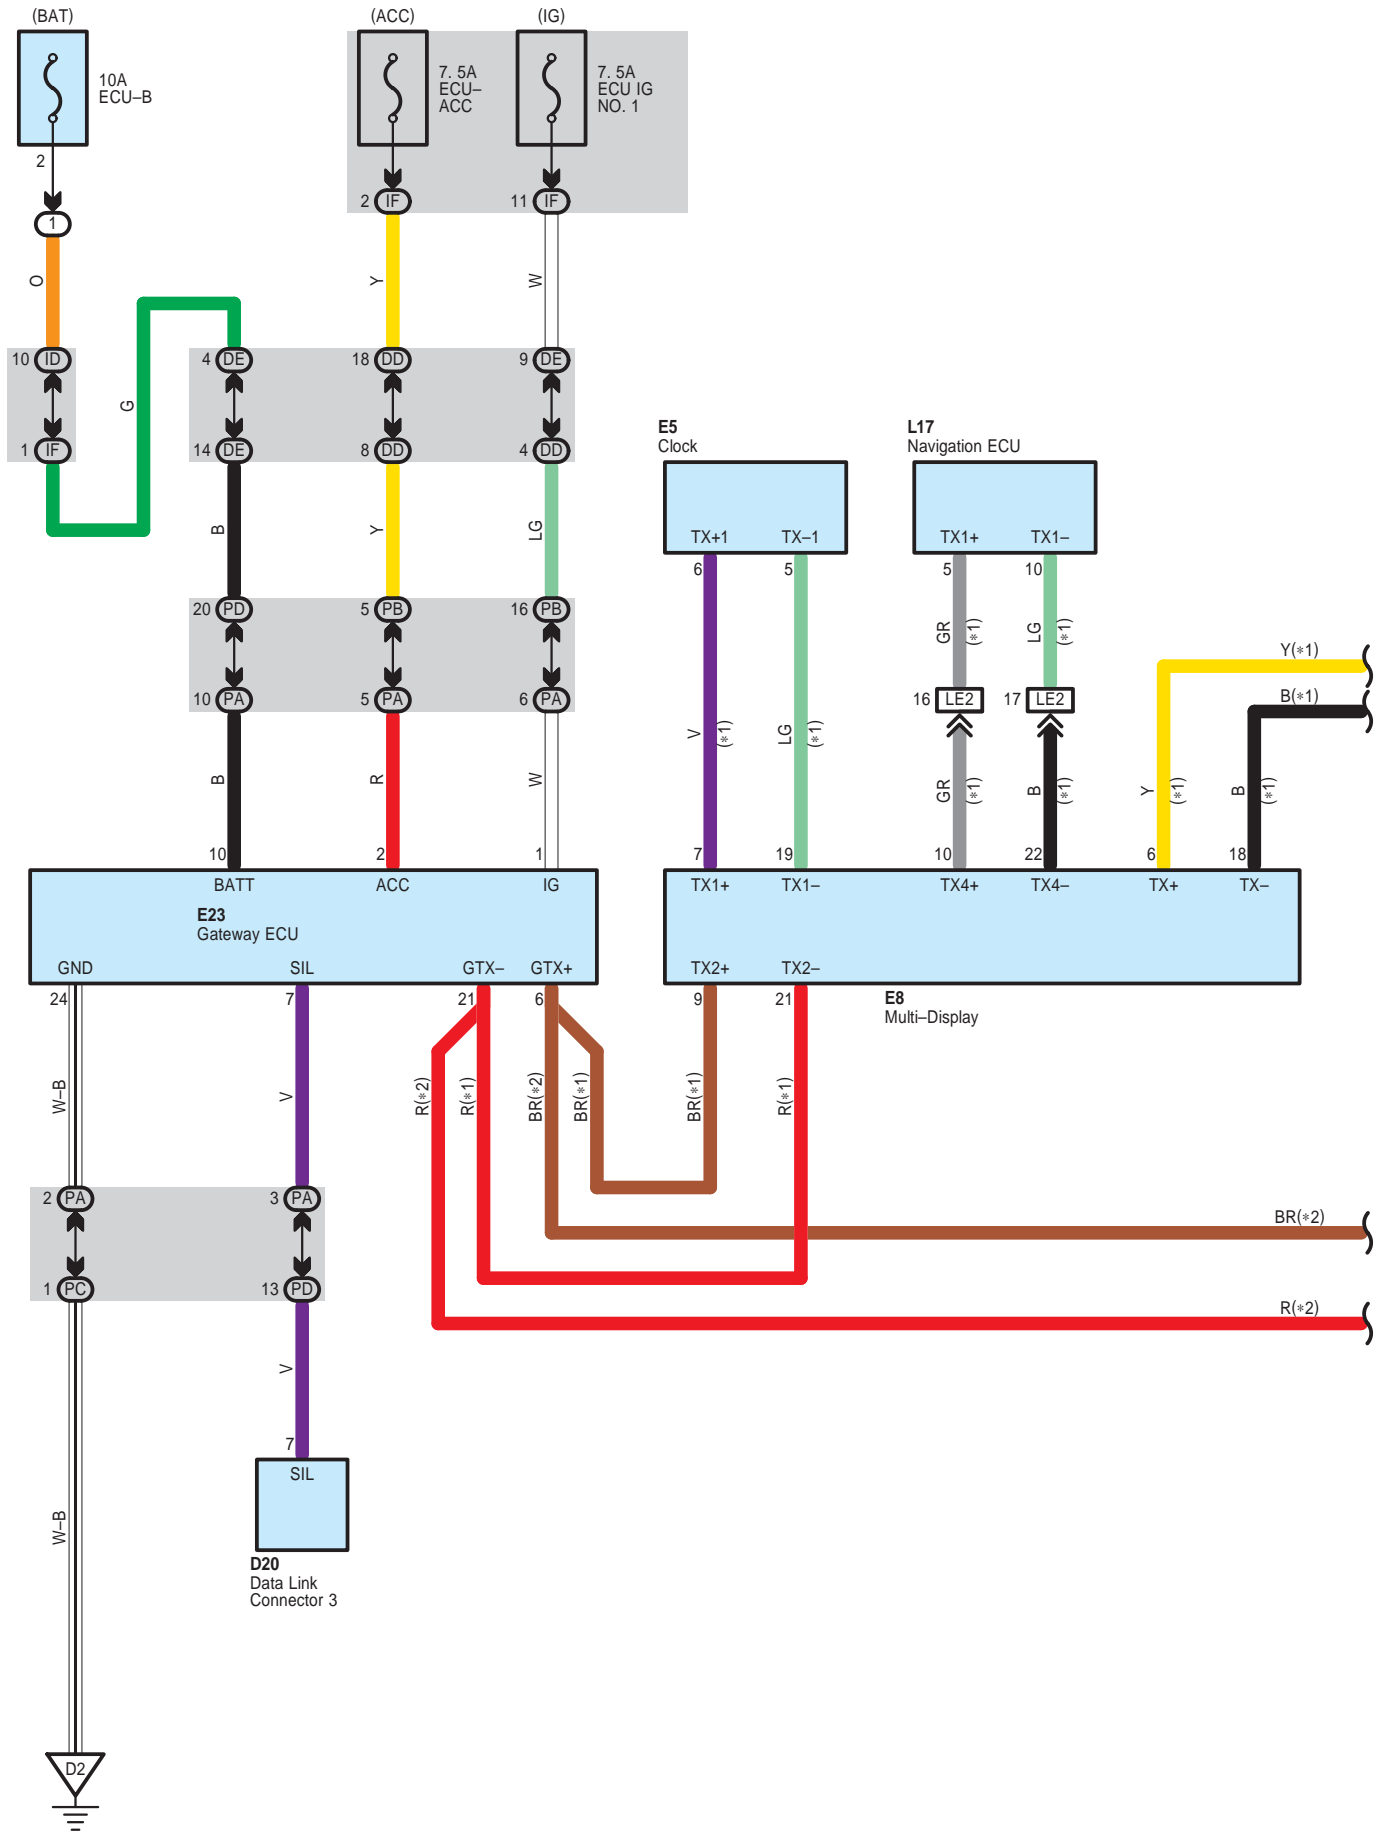 (BAT) (ACC) (IG)
10A
ECU–B
7. 5A
ECU–
ACC
7. 5A
ECU IG
NO. 1
2
2 IF 11 IF
1
O Y W
10 ID 4 DE 18 DD 9 DE
G
1 IF 14 DE 8 DD 4 DD
E5
Clock
L17
Navigation ECU
B Y LG
TX+1 TX–1 TX1+ TX1–
6 5 5 10
20 PD 5 PB 16 PB
GR (*1) LG (*1)
Y(*1)
10 PA 5 PA 6 PA
16 LE2 17 LE2
B(*1)
V (*1) LG (*1)
B R W
GR (*1) B (*1) Y (*1) B (*1)
10 2 1 7 19 10 22 6 18
BATT ACC IG TX1+ TX1– TX4+ TX4– TX+ TX–
E23
Gateway ECU
GND SIL GTX– GTX+ TX2+ TX2–
24 7 21 6 9 21
E8
Multi–Display
W–B V R(*2) R(*1) BR(*2) BR(*1) BR(*1) R(*1)
2 PA 3 PA
BR(*2)
1 PC 13 PD
R(*2)
V
7
SIL
W–B
D20
Data Link
Connector 3
D2